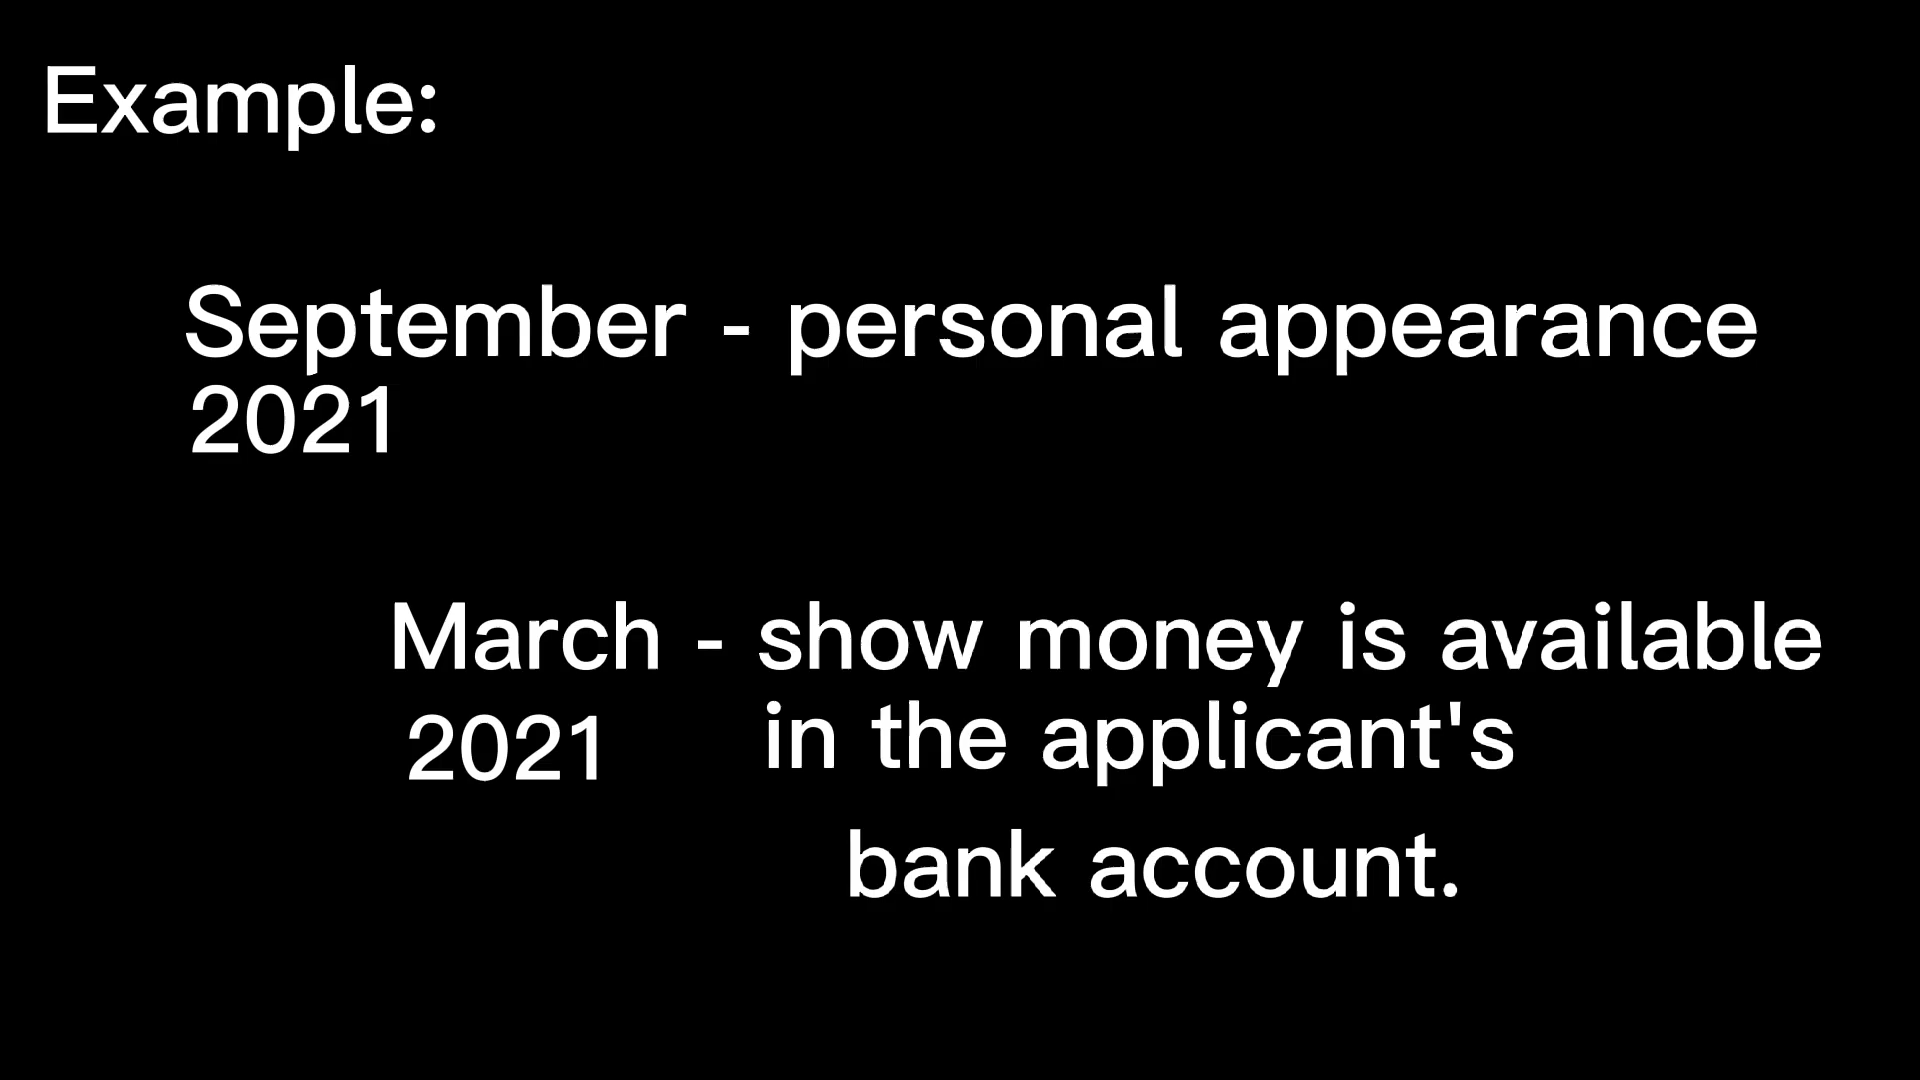 Example:
September - personal appearance
2021
March - show money is available
2021 in the applicant's
bank account.